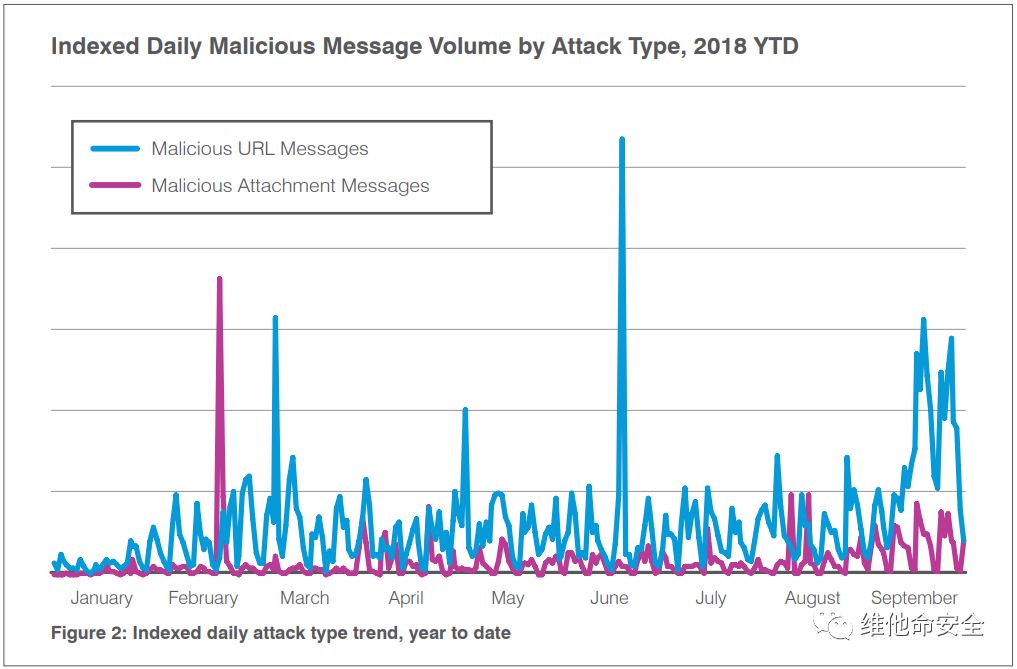 Indexed Daily Malicious Message Volume by Attack Type, 2018 YTD
Malicious URL Messages
Malicious Attachment Messages
January February March April May June July August September
Figure 2: Indexed daily attack type trend, year to date
维他命安全